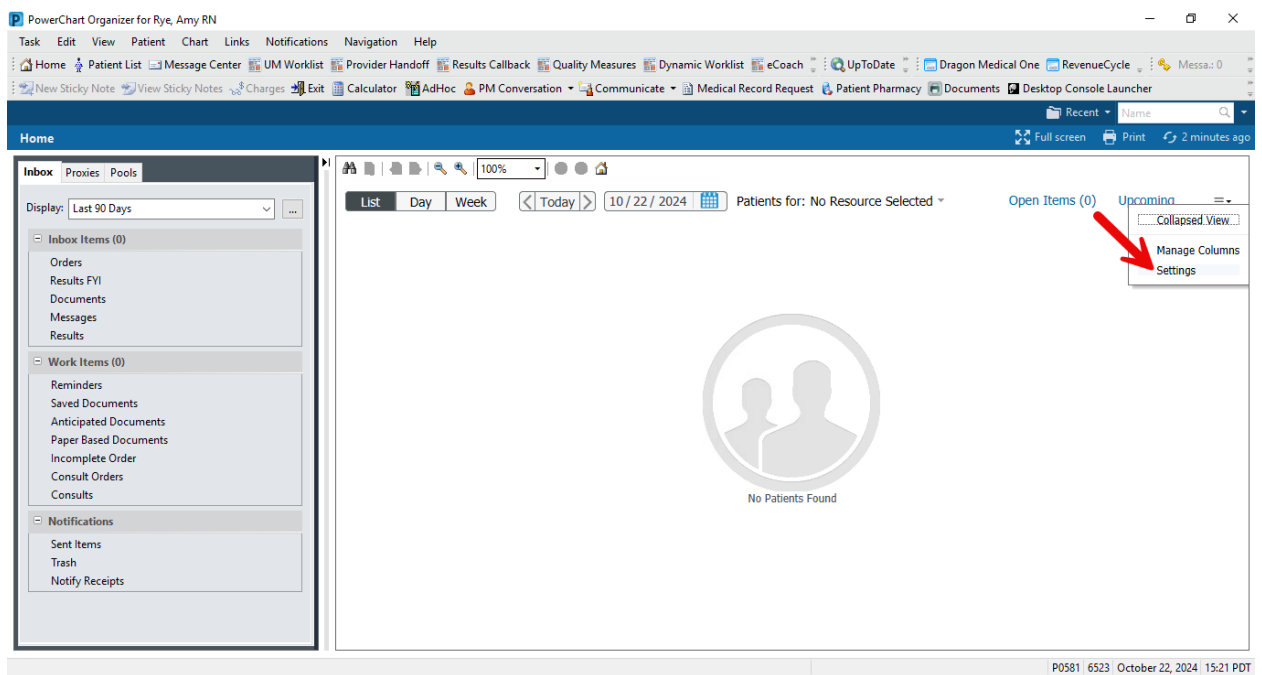 PowerChart Organizer for Rye, Amy RN
Task Edit View Patient Chart Links Notifications Navigation Help
Home Patient List Message Center UM Worklist Provider Handoff Results Callback Quality Measures Dynamic Worklist eCoach UpToDate Dragon Medical One RevenueCycle Messa.: 0
New Sticky Note View Sticky Notes Charges Exit Calculator AdHoc PM Conversation Communicate Medical Record Request Patient Pharmacy Documents Desktop Console Launcher
Recent Name
Home Full screen Print 2 minutes ago
Inbox Proxies Pools
Display: Last 90 Days ...
Inbox Items (0)
Orders
Results FYI
Documents
Messages
Results
Work Items (0)
Reminders
Saved Documents
Anticipated Documents
Paper Based Documents
Incomplete Order
Consult Orders
Consults
Notifications
Sent Items
Trash
Notify Receipts
100%
List Day Week Today 10 / 22 / 2024 Patients for: No Resource Selected Open Items (0) Upcoming
Collapsed View
Manage Columns
Settings
No Patients Found
P0581 6523 October 22, 2024 15:21 PDT